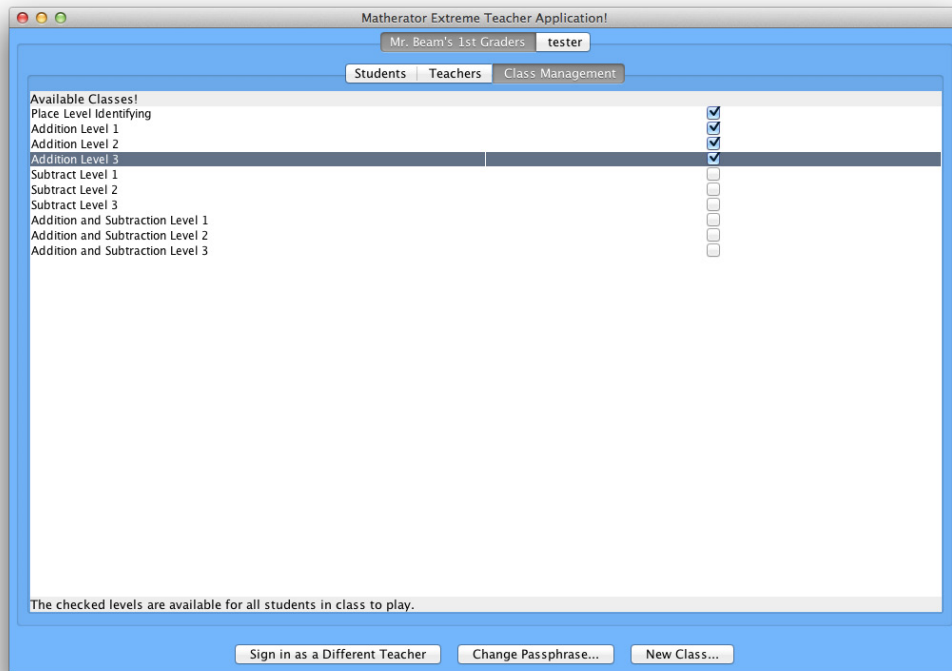 Matherator Extreme Teacher Application!
Mr. Beam's 1st Graders tester
Students Teachers Class Management
Available Classes!
Place Level Identifying
Addition Level 1
Addition Level 2
Addition Level 3
Subtract Level 1
Subtract Level 2
Subtract Level 3
Addition and Subtraction Level 1
Addition and Subtraction Level 2
Addition and Subtraction Level 3
The checked levels are available for all students in class to play.
Sign in as a Different Teacher Change Passphrase... New Class...